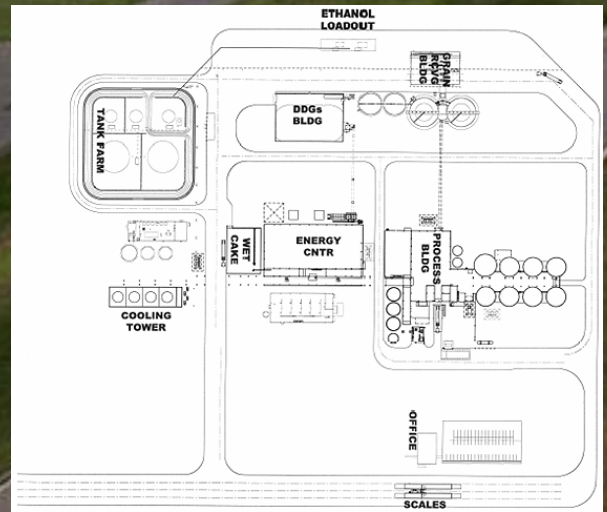 ETHANOL
LOADOUT
GRAIN
RCVG
BLDG
DDGs
BLDG
TANK FARM
WET
CAKE
ENERGY
CNTR
PROCESS
BLDG
COOLING
TOWER
OFFICE
SCALES